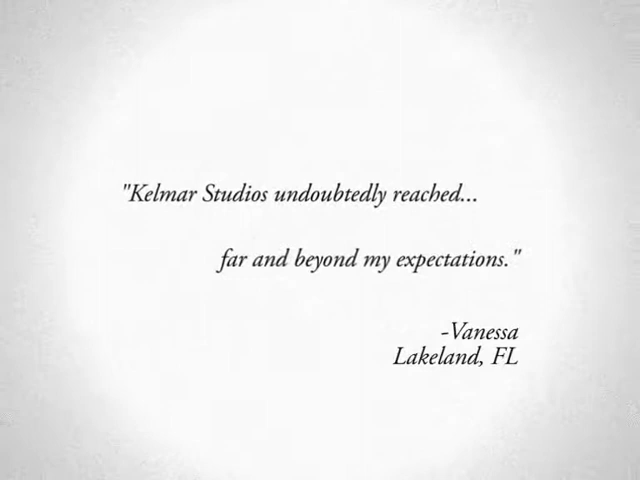 "Kelmar Studios undoubtedly reached...
far and beyond my expectations."
-Vanessa
Lakeland, FL